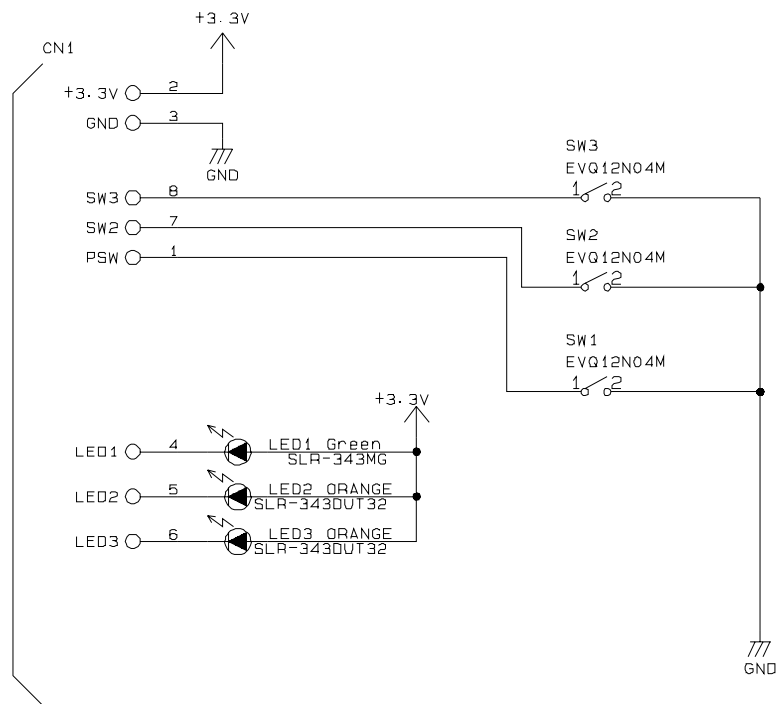 +3.3V
CN1
+3.3V 2
GND 3
GND
SW3
EVQ12N04M
1 2
SW3 8
SW2 7
SW2
EVQ12N04M
1 2
PSW 1
SW1
EVQ12N04M
1 2
+3.3V
LED1 4
LED1 Green
SLR-343MG
LED2 5
LED2 ORANGE
SLR-343DUT32
LED3 6
LED3 ORANGE
SLR-343DUT32
GND